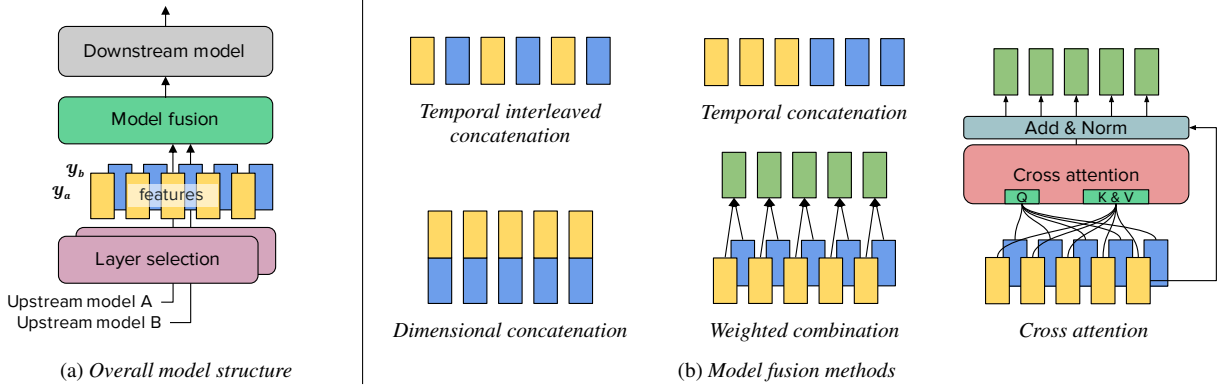 Downstream model
Model fusion
y_b
y_a
features
Layer selection
Upstream model A
Upstream model B
(a) Overall model structure
Temporal interleaved
concatenation
Temporal concatenation
Dimensional concatenation
Weighted combination
Add & Norm
Cross attention
Q
K & V
Cross attention
(b) Model fusion methods